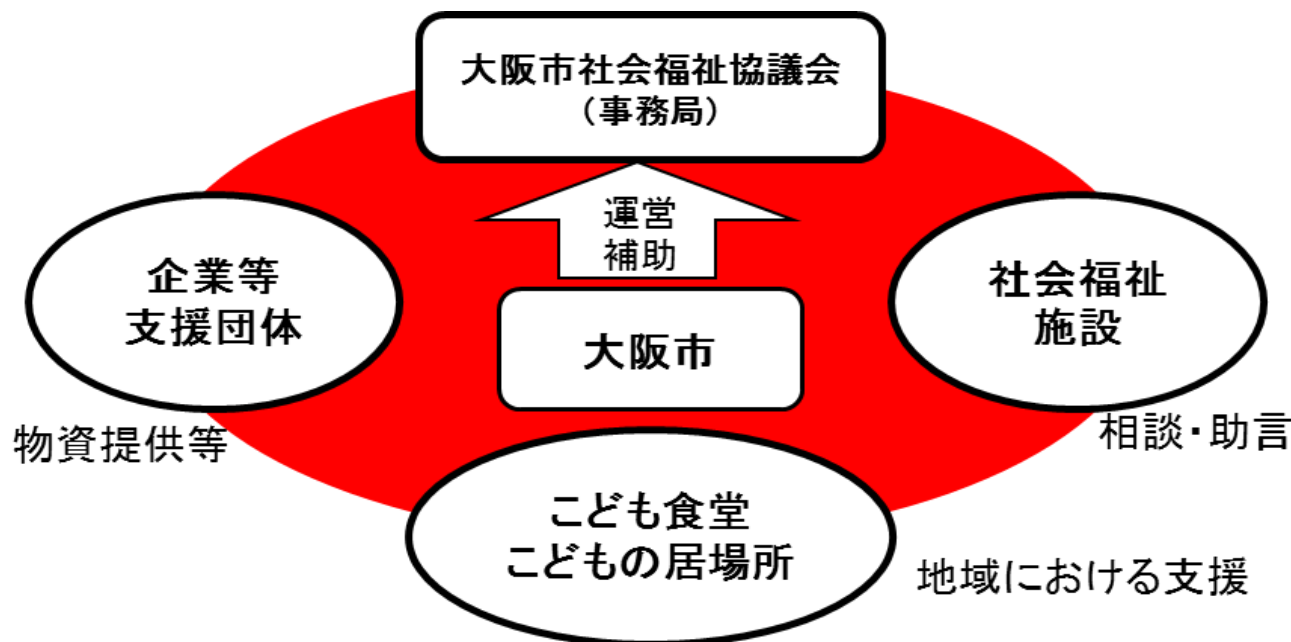 大阪市社会福祉協議会
（事務局）
運営
補助
企業等
支援団体
社会福祉
施設
大阪市
物資提供等
相談・助言
こども食堂
こどもの居場所
地域における支援